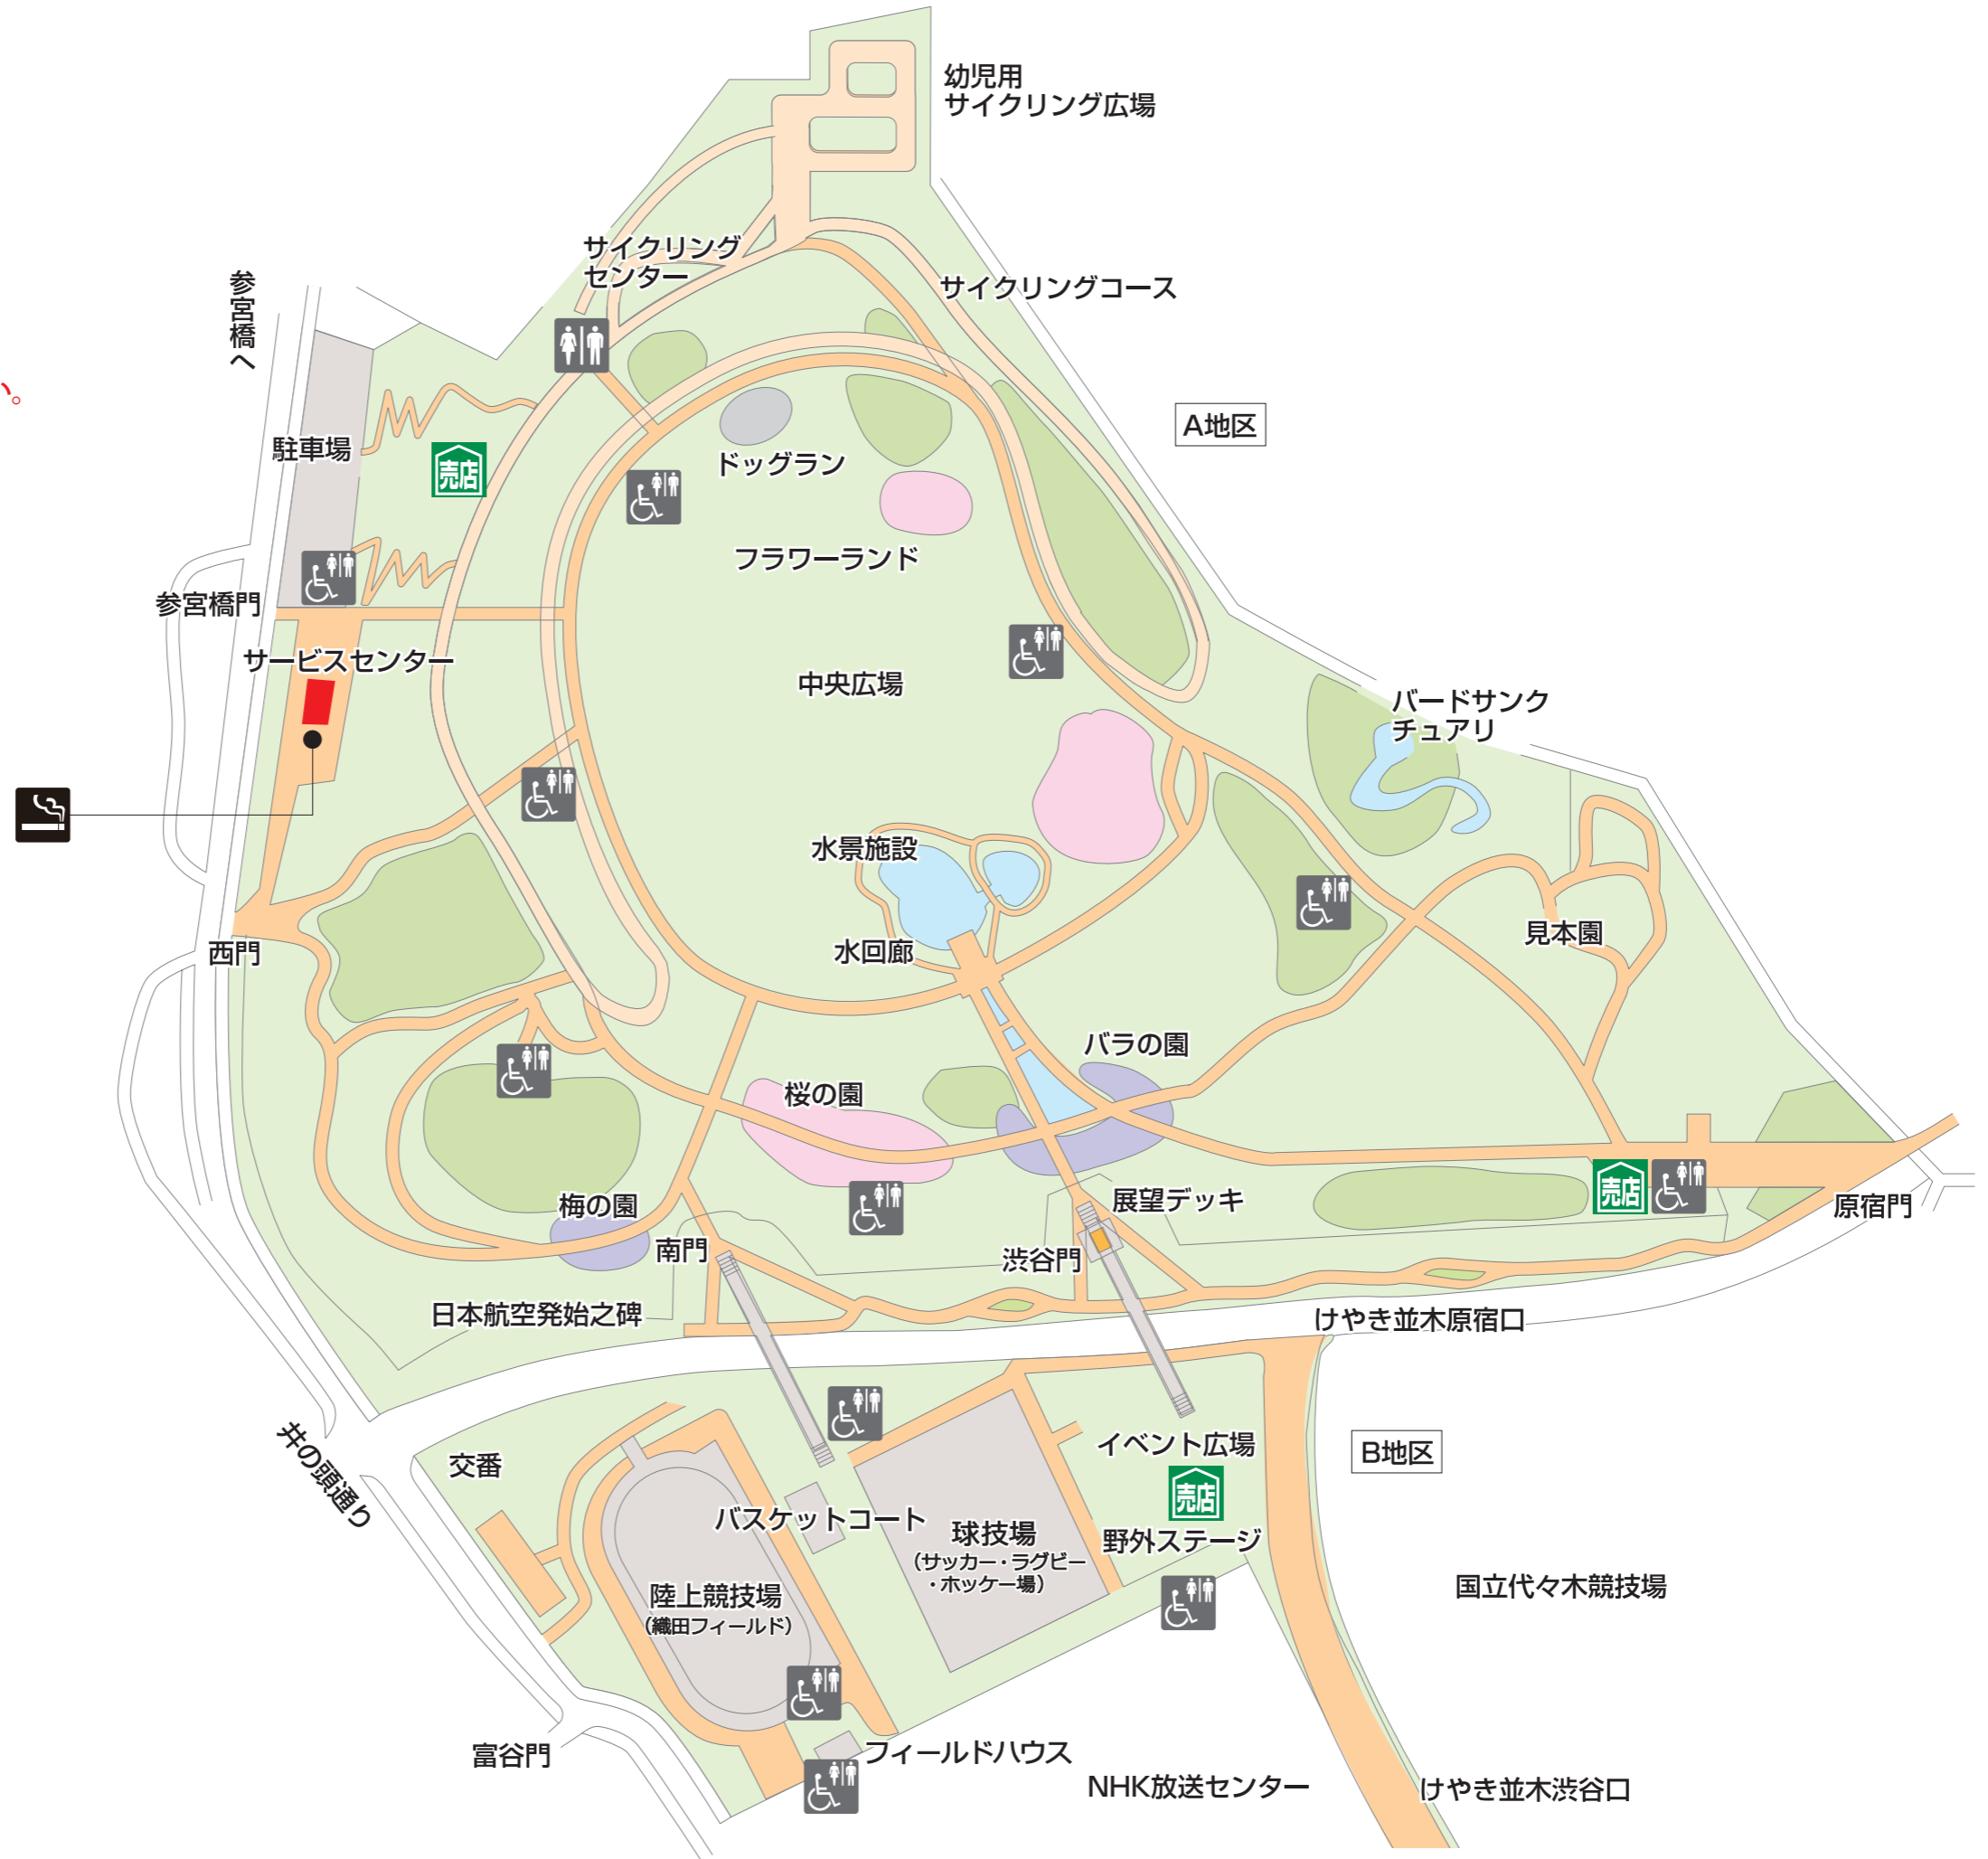 幼児用
サイクリング広場
サイクリング
センター
サイクリングコース
参宮橋へ
い。
A地区
駐車場
売店
ドッグラン
フラワーランド
参宮橋門
サービスセンター
中央広場
バードサンク
チュアリ
水景施設
見本園
水回廊
西門
バラの園
桜の園
売店
展望デッキ
梅の園
原宿門
南門
渋谷門
日本航空発始之碑
けやき並木原宿口
井の頭通り
交番
イベント広場
B地区
売店
バスケットコート
球技場
(サッカー・ラグビー
・ホッケー場)
野外ステージ
陸上競技場
(織田フィールド)
国立代々木競技場
富谷門
フィールドハウス
NHK放送センター
けやき並木渋谷口